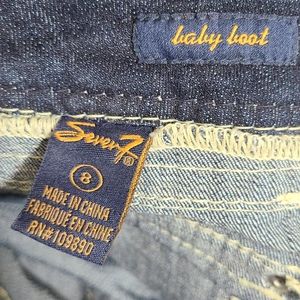 baby boot
Seven7®
8
MADE IN CHINA
FABRIQUÉ EN CHINE
RN#109890